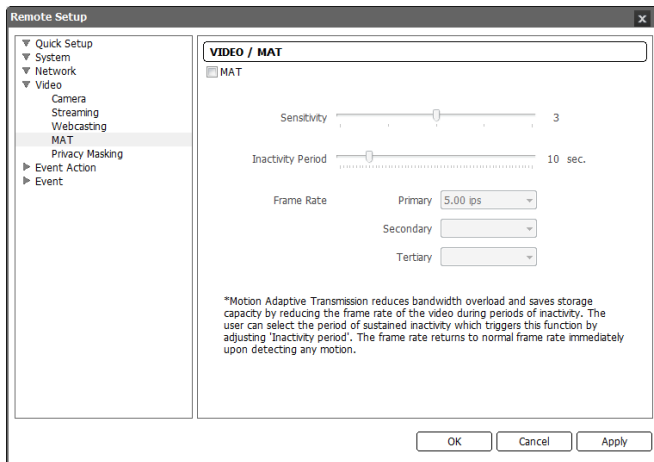 Remote Setup
x
Quick Setup
System
Network
Video
Camera
Streaming
Webcasting
MAT
Privacy Masking
Event Action
Event
VIDEO / MAT
MAT
Sensitivity 3
Inactivity Period 10 sec.
Frame Rate Primary 5.00 ips
Secondary
Tertiary
*Motion Adaptive Transmission reduces bandwidth overload and saves storage
capacity by reducing the frame rate of the video during periods of inactivity. The
user can select the period of sustained inactivity which triggers this function by
adjusting 'Inactivity period'. The frame rate returns to normal frame rate immediately
upon detecting any motion.
OK Cancel Apply